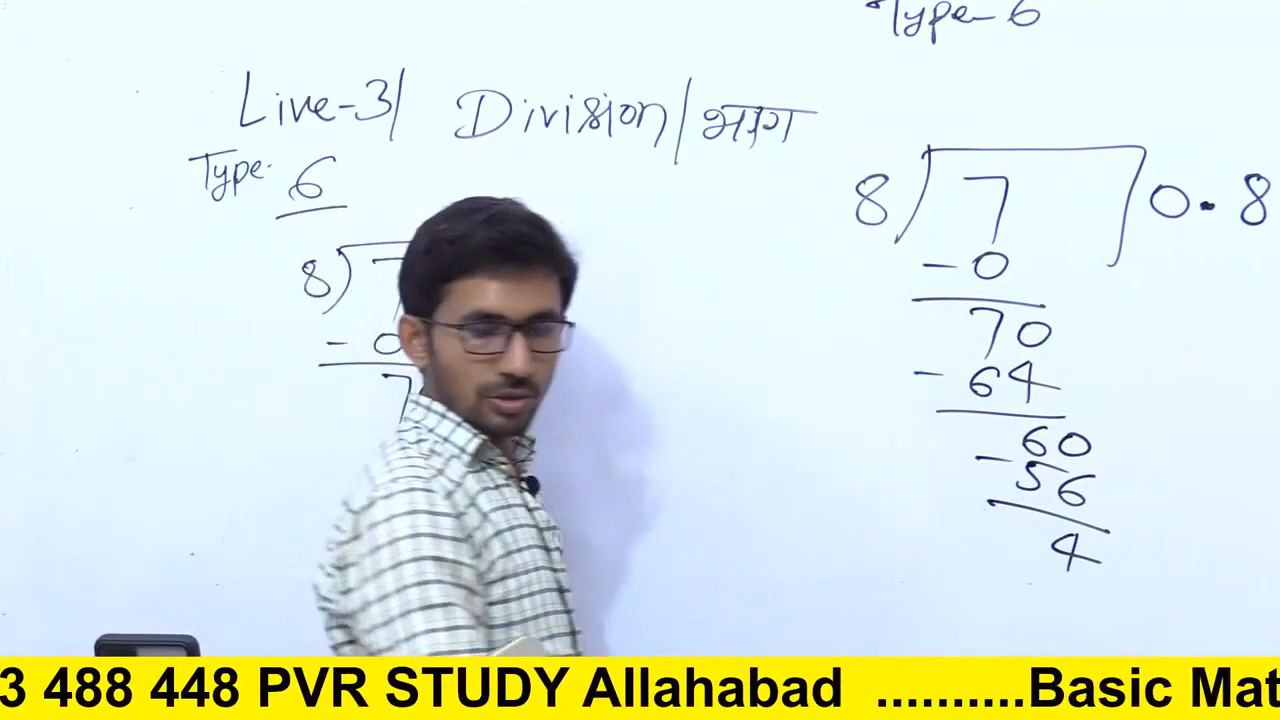 Type- 6
Live-3/ Division/भाग
Type- 6
8) 7
- 0
7
8) 7 ) 0.8
- 0
70
- 64
60
- 56
4
3 488 448 PVR STUDY Allahabad ..........Basic Mat